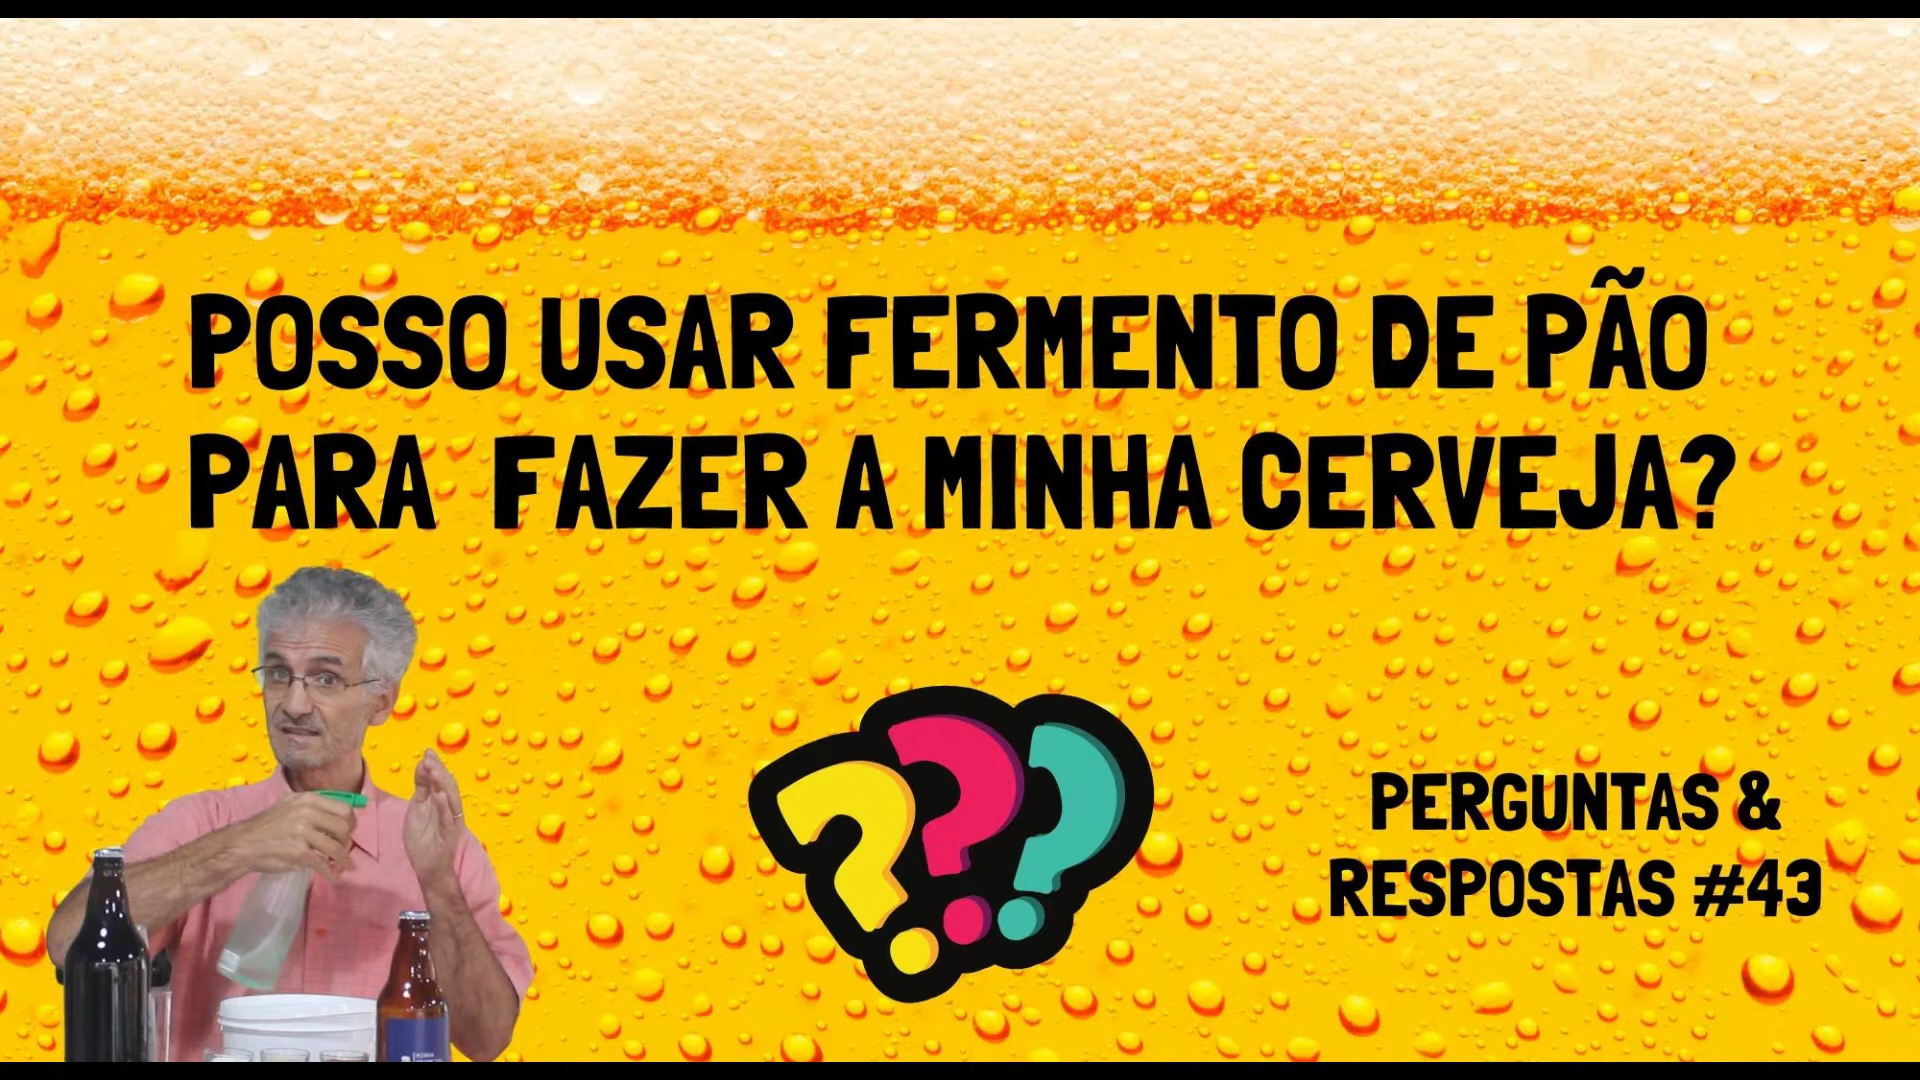 POSSO USAR FERMENTO DE PÃO
PARA FAZER A MINHA CERVEJA?
PERGUNTAS &
RESPOSTAS #43